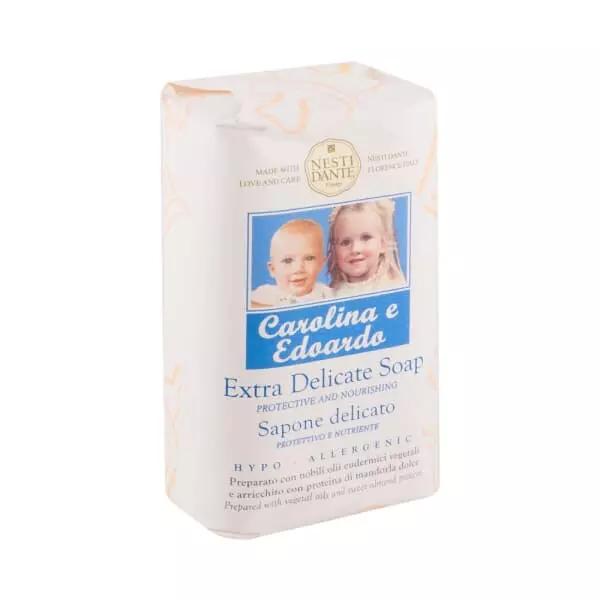 MADE WITH
LOVE AND CARE
NESTI
DANTE
Firenze
NESTI DANTE
FLORENCE ITALY
Carolina e
Edoardo
Extra Delicate Soap
PROTECTIVE AND NOURISHING
Sapone delicato
PROTETTIVO E NUTRIENTE
HYPO - ALLERGENIC
Preparato con nobili olii eudermici vegetali
e arricchito con proteina di mandorla dolce
Prepared with vegetal oils and sweet almond protein